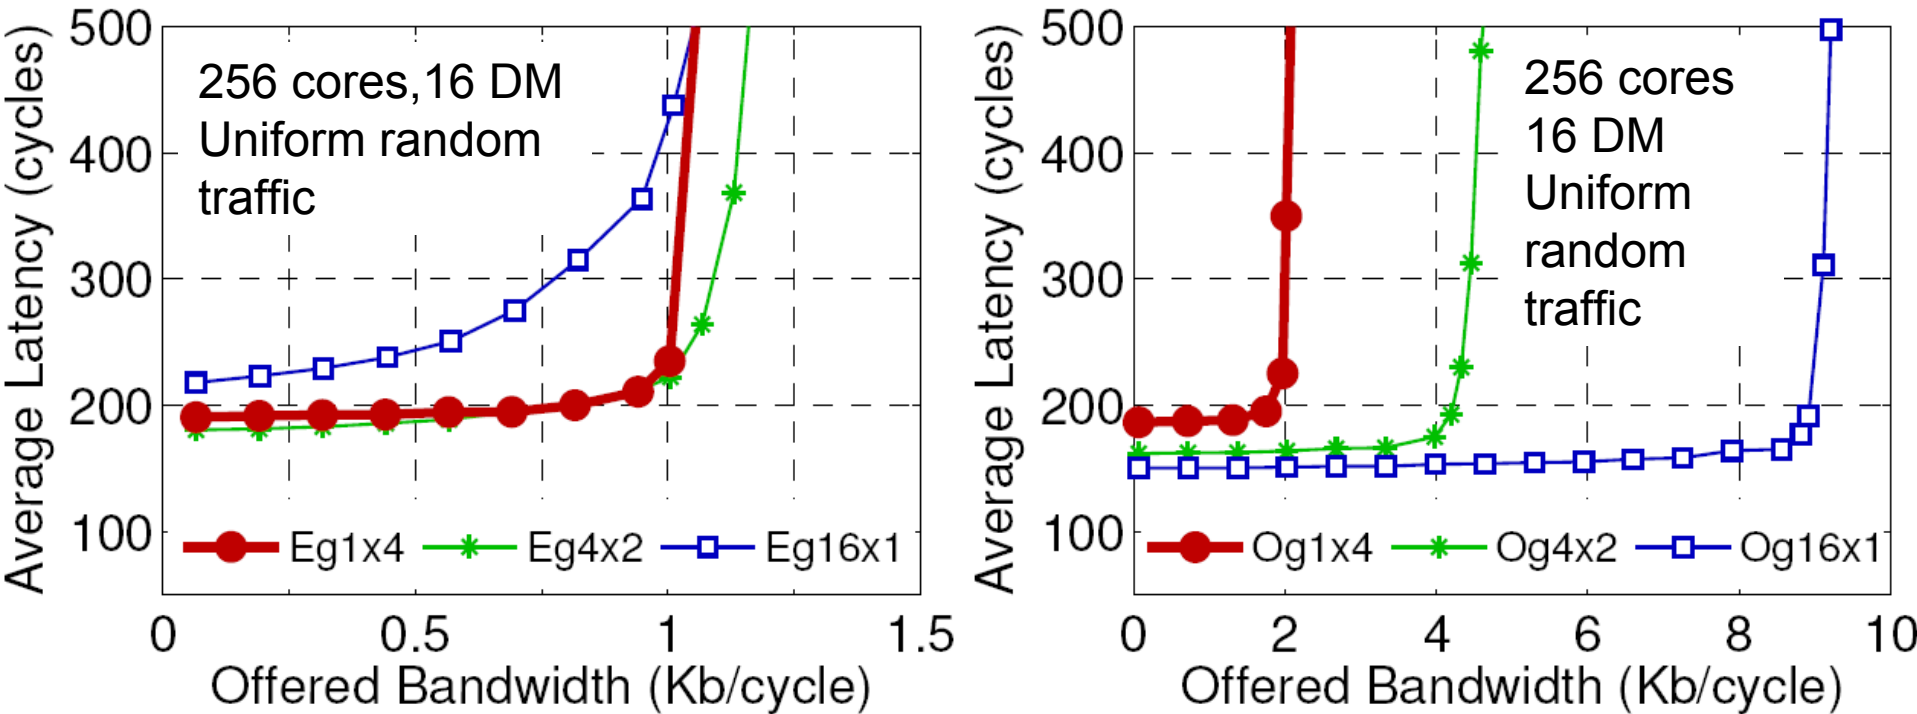 500
400
300
200
100
Average Latency (cycles)
256 cores,16 DM
Uniform random
traffic
Eg1x4
Eg4x2
Eg16x1
0
0.5
1
1.5
Offered Bandwidth (Kb/cycle)
500
400
300
200
100
Average Latency (cycles)
256 cores
16 DM
Uniform
random
traffic
Og1x4
Og4x2
Og16x1
0
2
4
6
8
10
Offered Bandwidth (Kb/cycle)